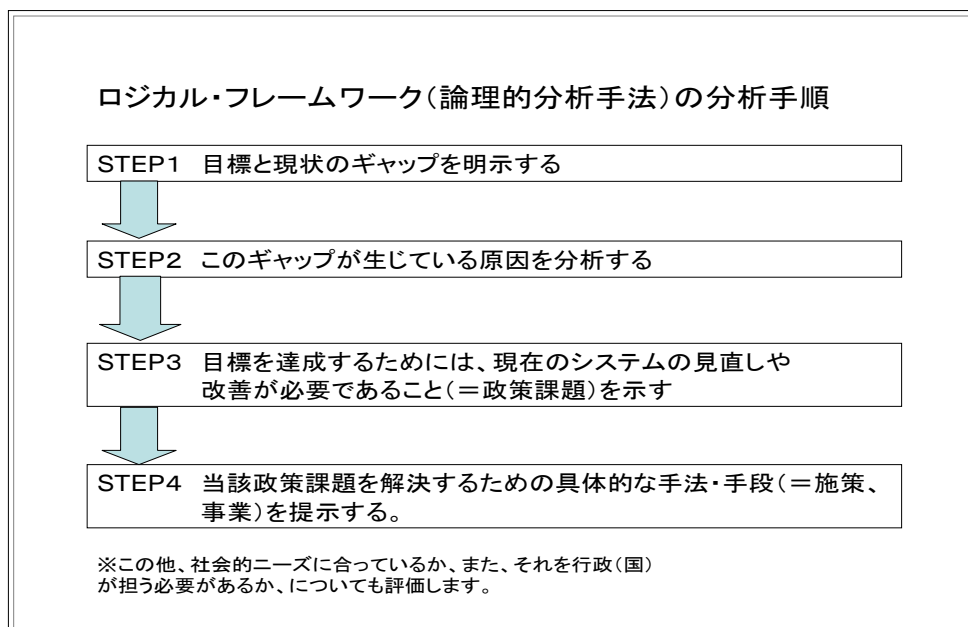 ロジカル・フレームワーク(論理的分析手法)の分析手順
STEP1 目標と現状のギャップを明示する
STEP2 このギャップが生じている原因を分析する
STEP3 目標を達成するためには、現在のシステムの見直しや
改善が必要であること(=政策課題)を示す
STEP4 当該政策課題を解決するための具体的な手法・手段(=施策、
事業)を提示する。
※この他、社会的ニーズに合っているか、また、それを行政(国)
が担う必要があるか、についても評価します。